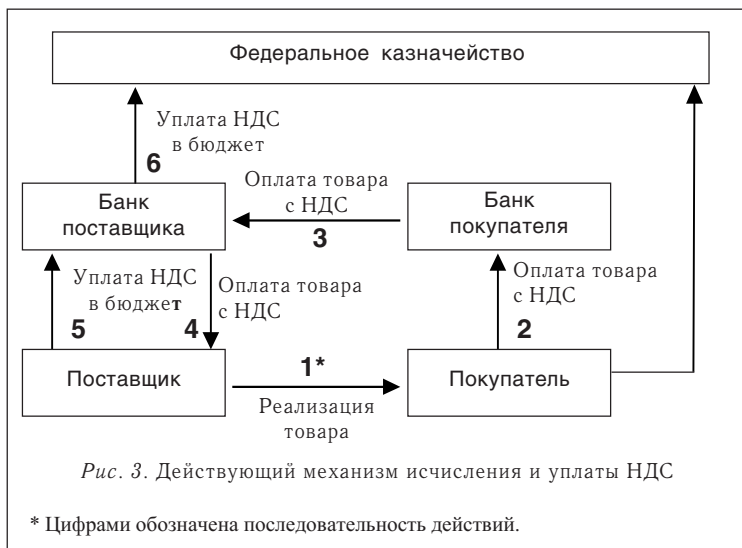 Федеральное казначейство
Уплата НДС
в бюджет
6
Банк
поставщика
Оплата товара
с НДС
3
Банк
покупателя
Уплата НДС
в бюджет
5
Оплата товара
с НДС
4
Оплата товара
с НДС
2
Поставщик
1*
Реализация
товара
Покупатель
Рис. 3. Действующий механизм исчисления и уплаты НДС
* Цифрами обозначена последовательность действий.